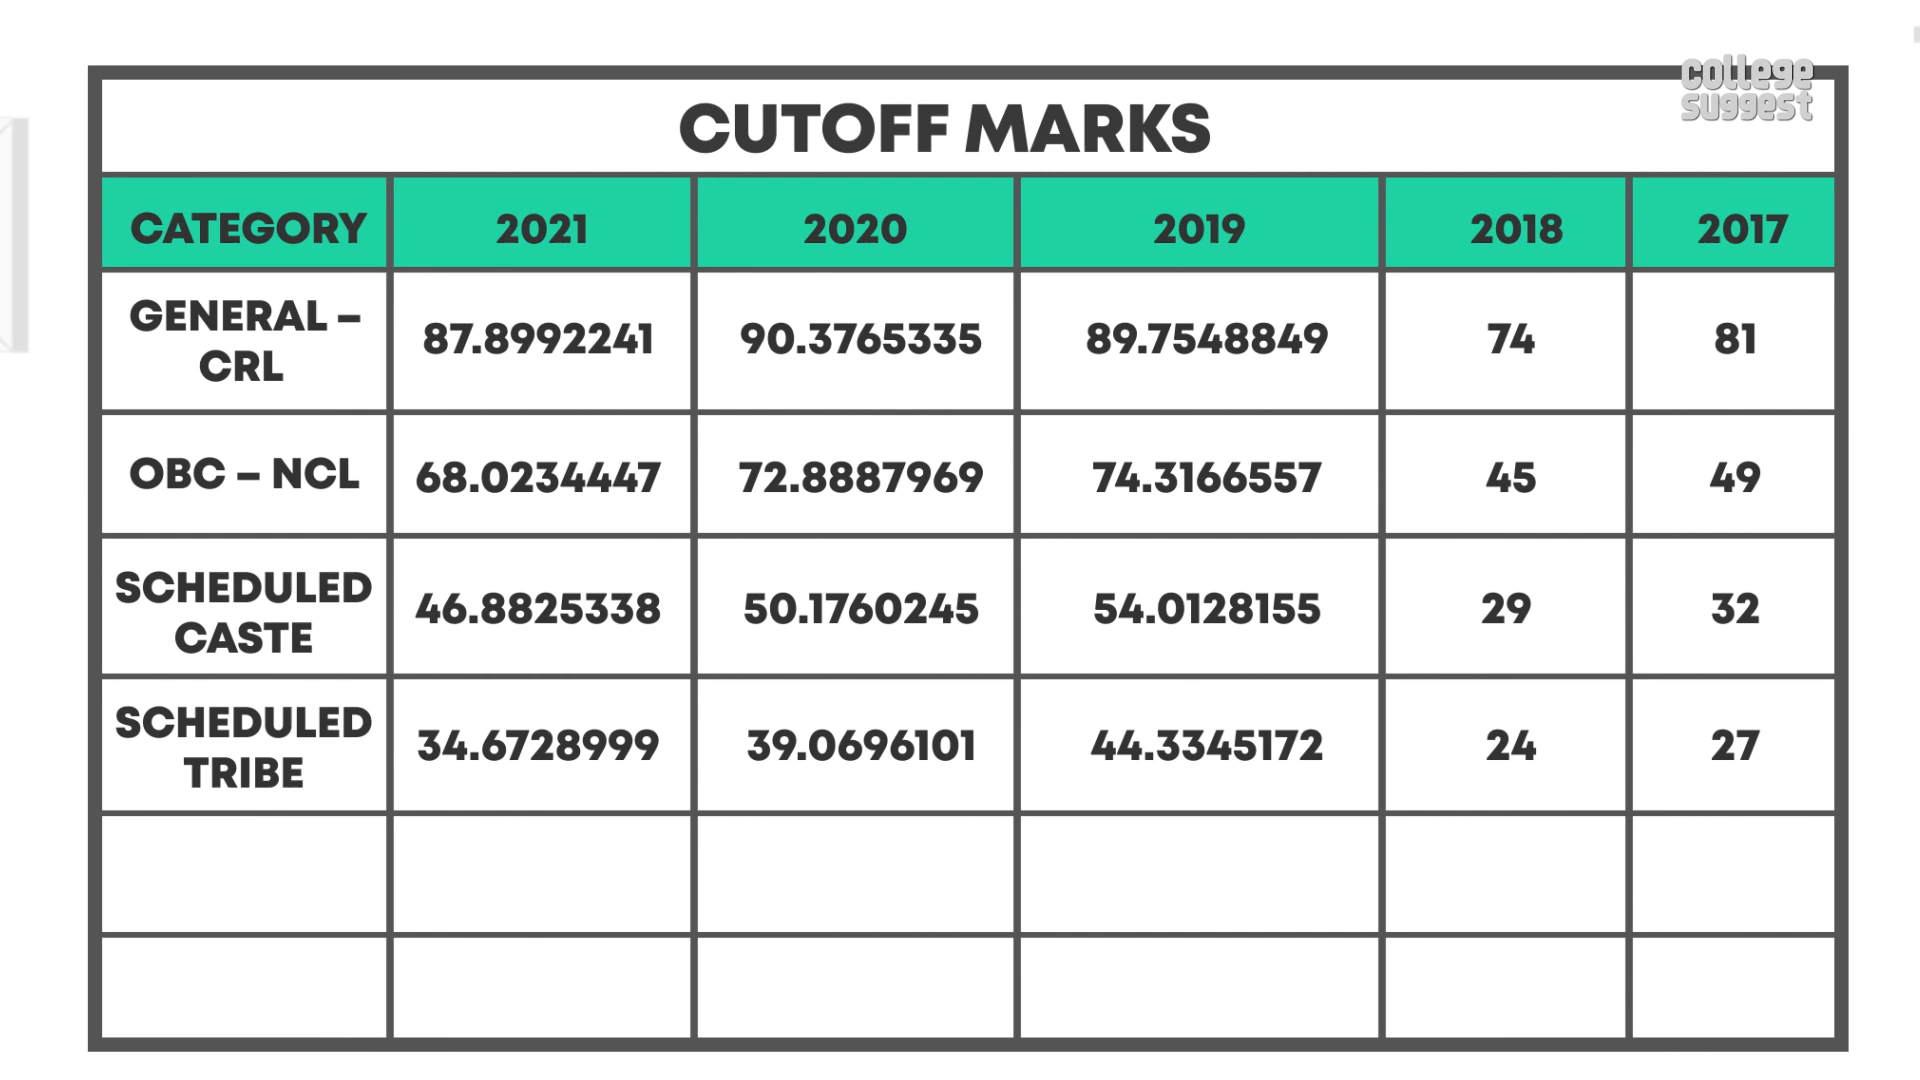 college
suggest
CUTOFF MARKS
CATEGORY 2021 2020 2019 2018 2017
GENERAL –
CRL 87.8992241 90.3765335 89.7548849 74 81
OBC – NCL 68.0234447 72.8887969 74.3166557 45 49
SCHEDULED
CASTE 46.8825338 50.1760245 54.0128155 29 32
SCHEDULED
TRIBE 34.6728999 39.0696101 44.3345172 24 27